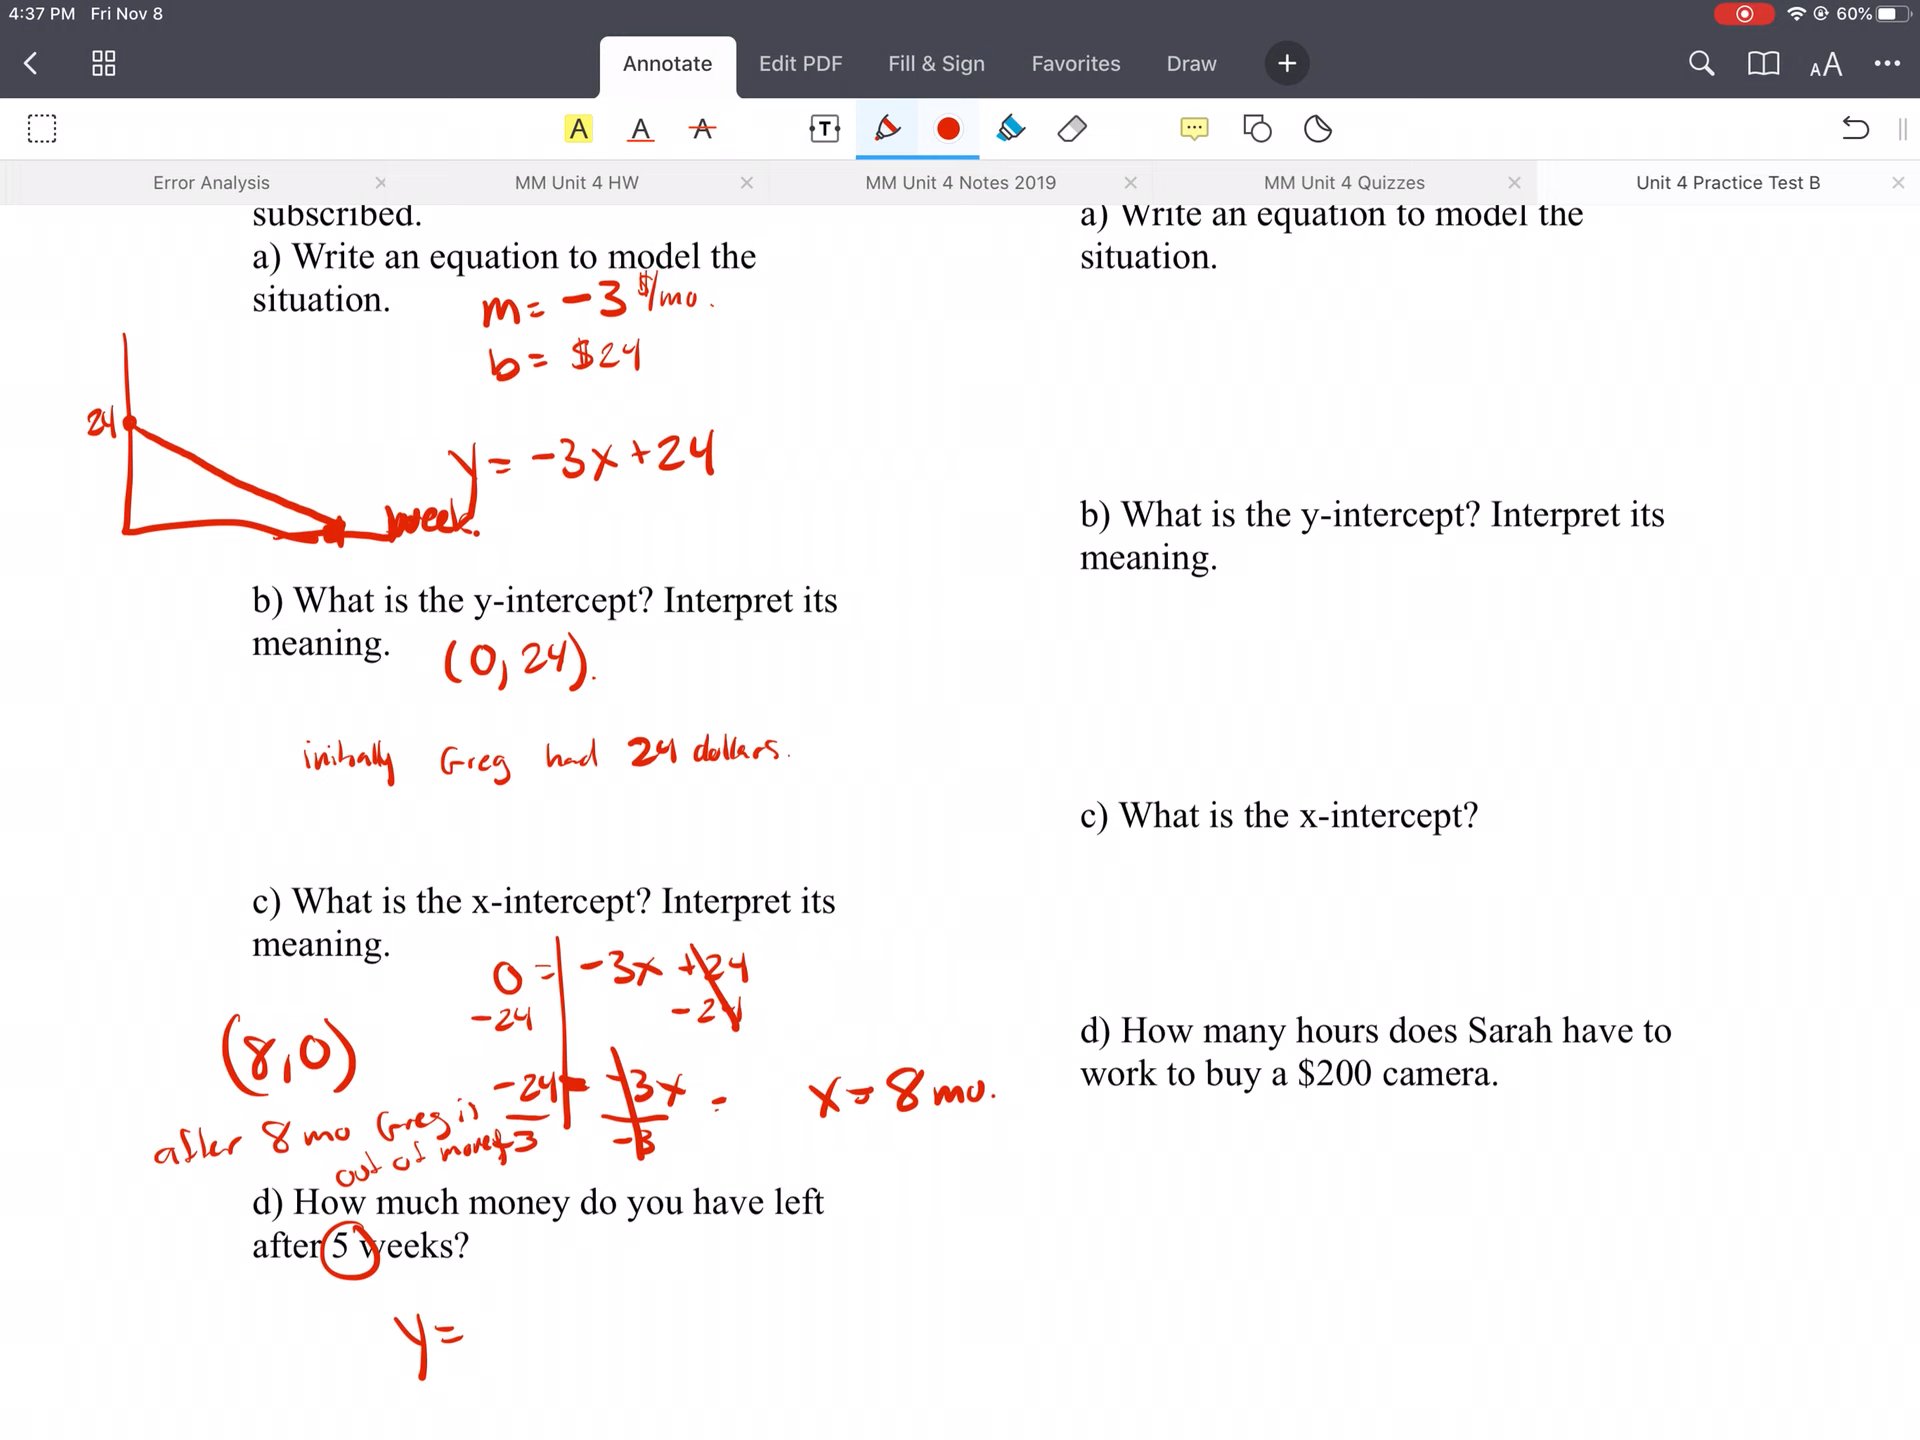 4:37 PM Fri Nov 8
60%
Annotate Edit PDF Fill & Sign Favorites Draw
AA
A A A T
Error Analysis MM Unit 4 HW MM Unit 4 Notes 2019 MM Unit 4 Quizzes Unit 4 Practice Test B
subscribed.
a) Write an equation to model the
situation.
m = -3 $/mo.
b = $24
24
y = -3x + 24
week.
b) What is the y-intercept? Interpret its
meaning.
(0, 24).
initially Greg had 24 dollars.
c) What is the x-intercept? Interpret its
meaning.
0 = -3x + 24
-24 -24
(8,0)
-24 = -3x =
-3 -3
x = 8 mo.
after 8 mo Greg is
out of money
d) How much money do you have left
after 5 weeks?
y =
a) Write an equation to model the
situation.
b) What is the y-intercept? Interpret its
meaning.
c) What is the x-intercept?
d) How many hours does Sarah have to
work to buy a $200 camera.